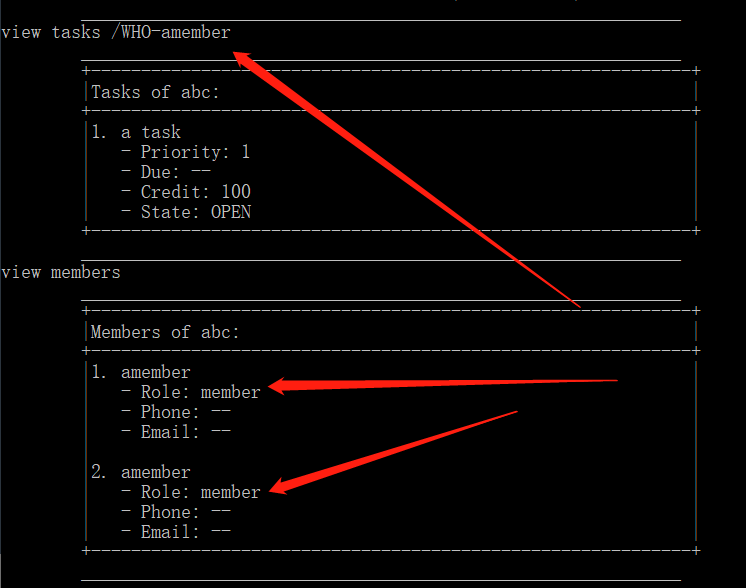 view tasks /WHO-amember
Tasks of abc:
1. a task
- Priority: 1
- Due: --
- Credit: 100
- State: OPEN
view members
Members of abc:
1. amember
- Role: member
- Phone: --
- Email: --
2. amember
- Role: member
- Phone: --
- Email: --